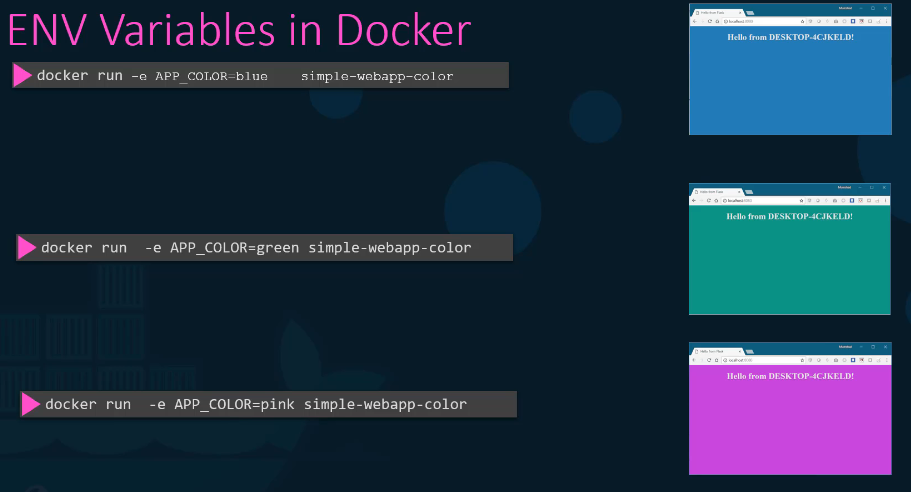 ENV Variables in Docker
docker run -e APP_COLOR=blue simple-webapp-color
Hello from DESKTOP-4CJKELD!
docker run -e APP_COLOR=green simple-webapp-color
Hello from DESKTOP-4CJKELD!
docker run -e APP_COLOR=pink simple-webapp-color
Hello from DESKTOP-4CJKELD!